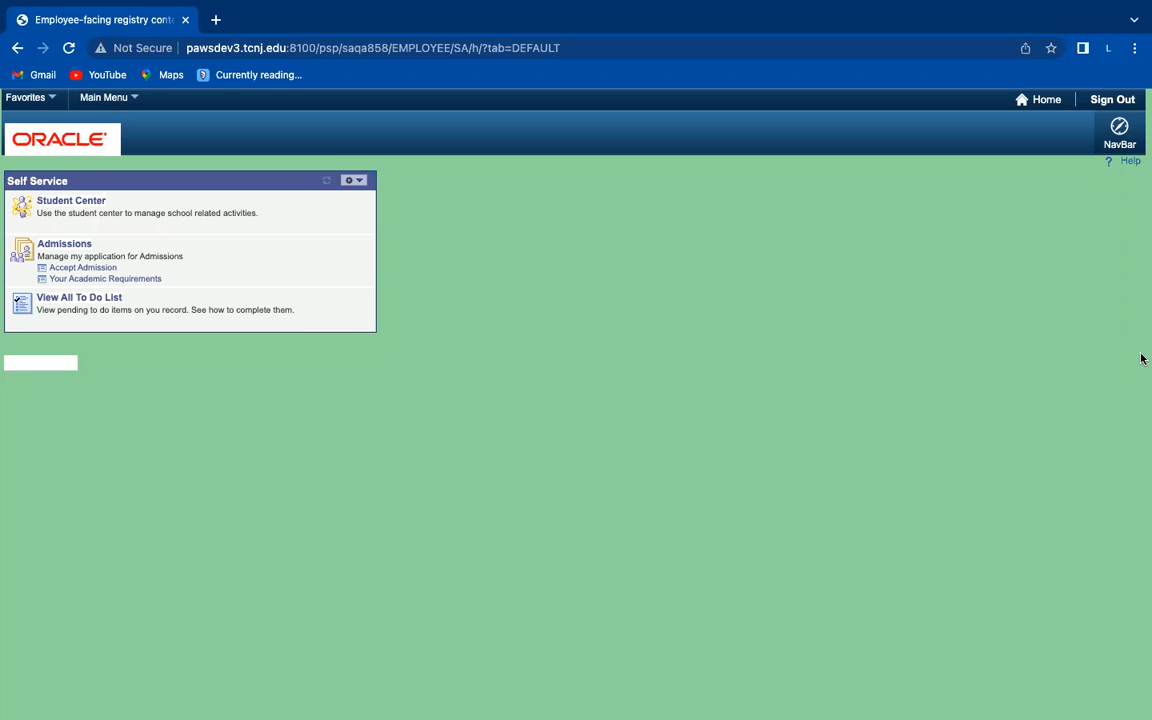 Employee-facing registry cont
Not Secure pawsdev3.tcnj.edu:8100/psp/saqa858/EMPLOYEE/SA/h/?tab=DEFAULT L
Gmail YouTube Maps Currently reading...
Favorites Main Menu Home Sign Out
ORACLE
NavBar
? Help
Self Service
Student Center
Use the student center to manage school related activities.
Admissions
Manage my application for Admissions
Accept Admission
Your Academic Requirements
View All To Do List
View pending to do items on you record. See how to complete them.